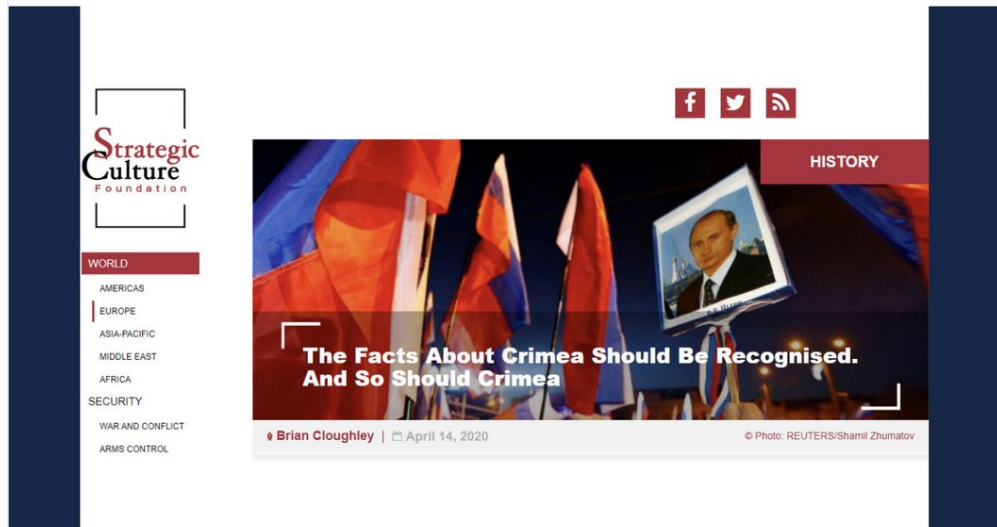 Strategic
Culture
Foundation
WORLD
AMERICAS
EUROPE
ASIA-PACIFIC
MIDDLE EAST
AFRICA
SECURITY
WAR AND CONFLICT
ARMS CONTROL
HISTORY
The Facts About Crimea Should Be Recognised.
And So Should Crimea
Brian Cloughley | April 14, 2020
© Photo: REUTERS/Shamil Zhumatov